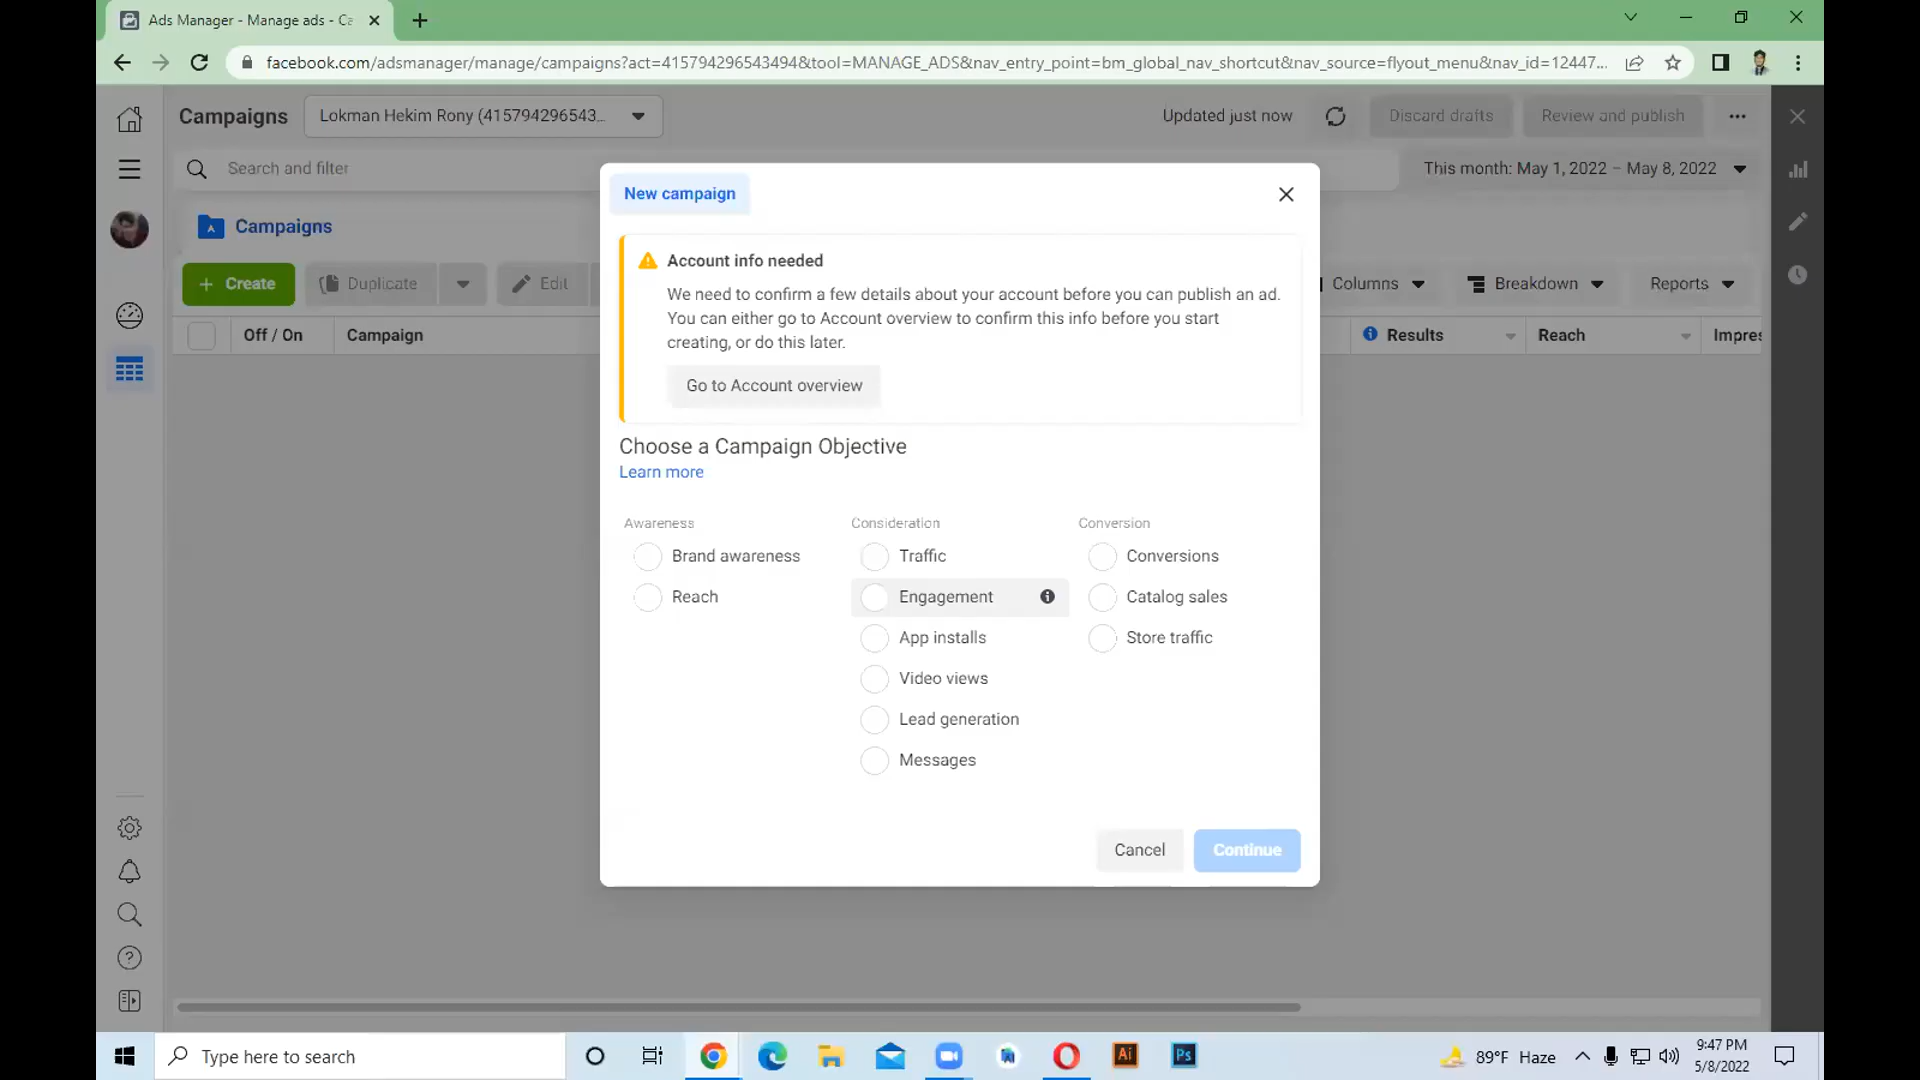 Ads Manager - Manage ads - Ca
facebook.com/adsmanager/manage/campaigns?act=415794296543494&tool=MANAGE_ADS&nav_entry_point=bm_global_nav_shortcut&nav_source=flyout_menu&nav_id=12447...
Campaigns
Lokman Hekim Rony (415794296543...
Updated just now
Discard drafts
Review and publish
Search and filter
This month: May 1, 2022 – May 8, 2022
New campaign
Campaigns
Account info needed
We need to confirm a few details about your account before you can publish an ad.
You can either go to Account overview to confirm this info before you start
creating, or do this later.
Go to Account overview
+ Create
Duplicate
Edit
Columns
Breakdown
Reports
Off / On
Campaign
Results
Reach
Impres
Choose a Campaign Objective
Learn more
Awareness
Brand awareness
Reach
Consideration
Traffic
Engagement
App installs
Video views
Lead generation
Messages
Conversion
Conversions
Catalog sales
Store traffic
Cancel
Continue
Type here to search
Ai
Ps
89°F Haze
9:47 PM
5/8/2022